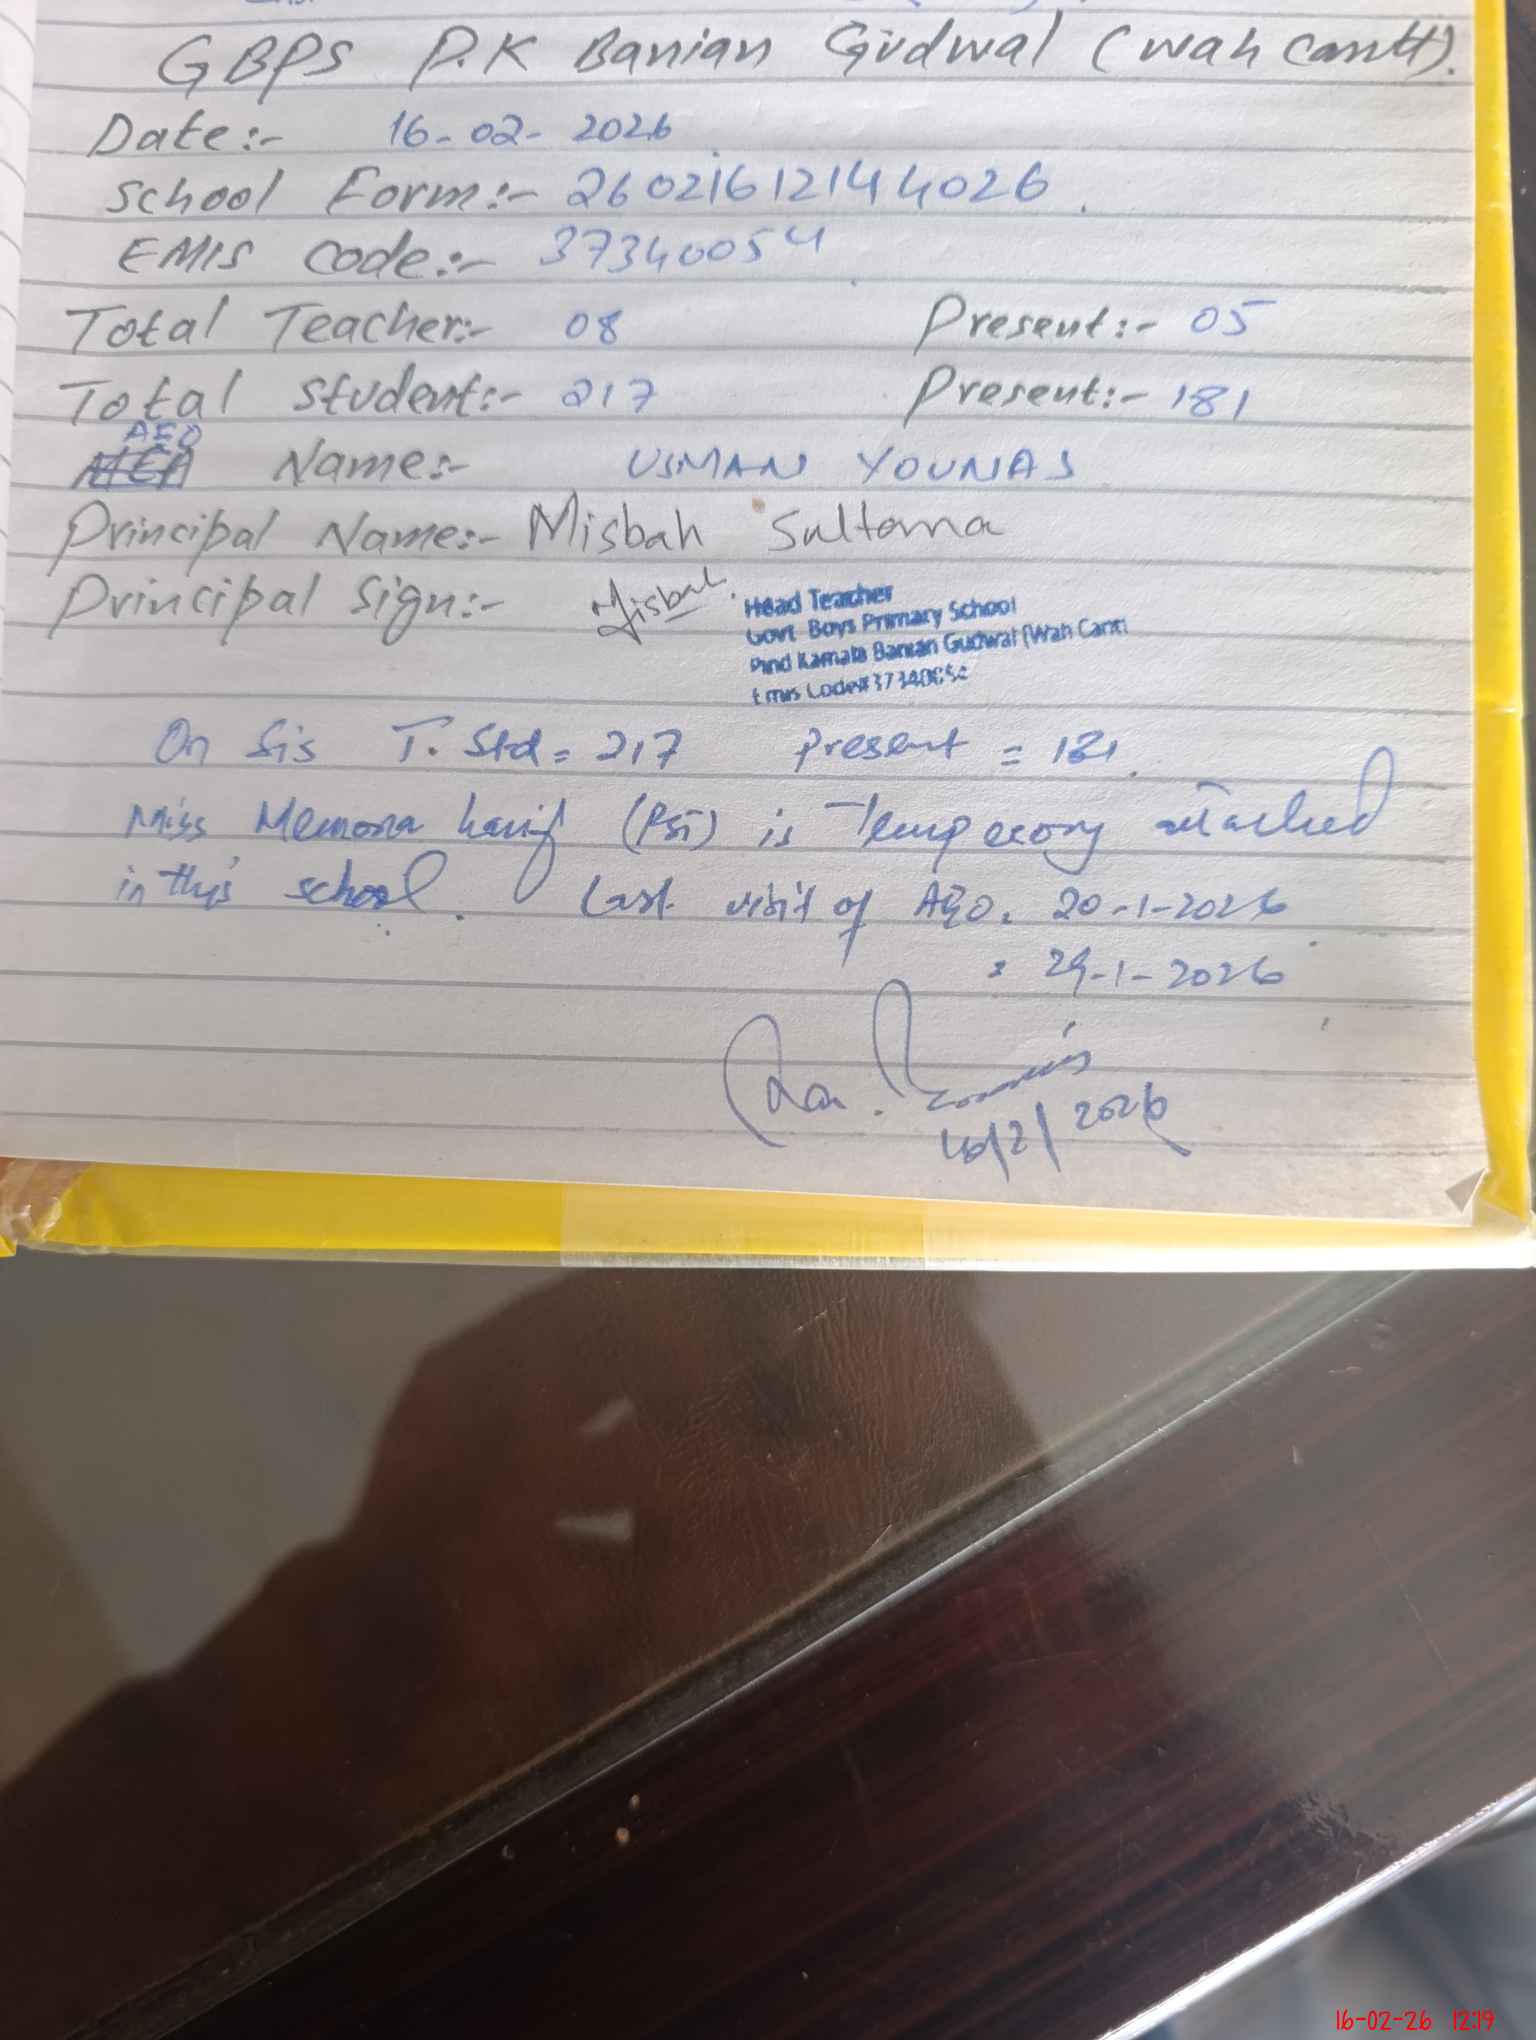 GBPS P.K Banian Gudwal (Wah Cantt).
Date:- 16-02-2026
School Form:- 260216121444026
EMIS Code:- 37340054
Total Teacher:- 08 Present:- 05
Total Student:- 217 Present:- 181
AEO
Name:- USMAN YOUNAS
Principal Name:- Misbah Sultana
Principal Sign:- Misbah.
Head Teacher
Govt. Boys Primary School
Pind Kamala Banian Gudwal (Wah Cantt
Emis Code# 37340054
On Sis T. Std = 217 Present = 181
Miss Memona (PST) is Temporary attached
in this school. Last visit of AEO. 20-1-2026
= 29-1-2026
16/2/2026
16-02-26 12:19